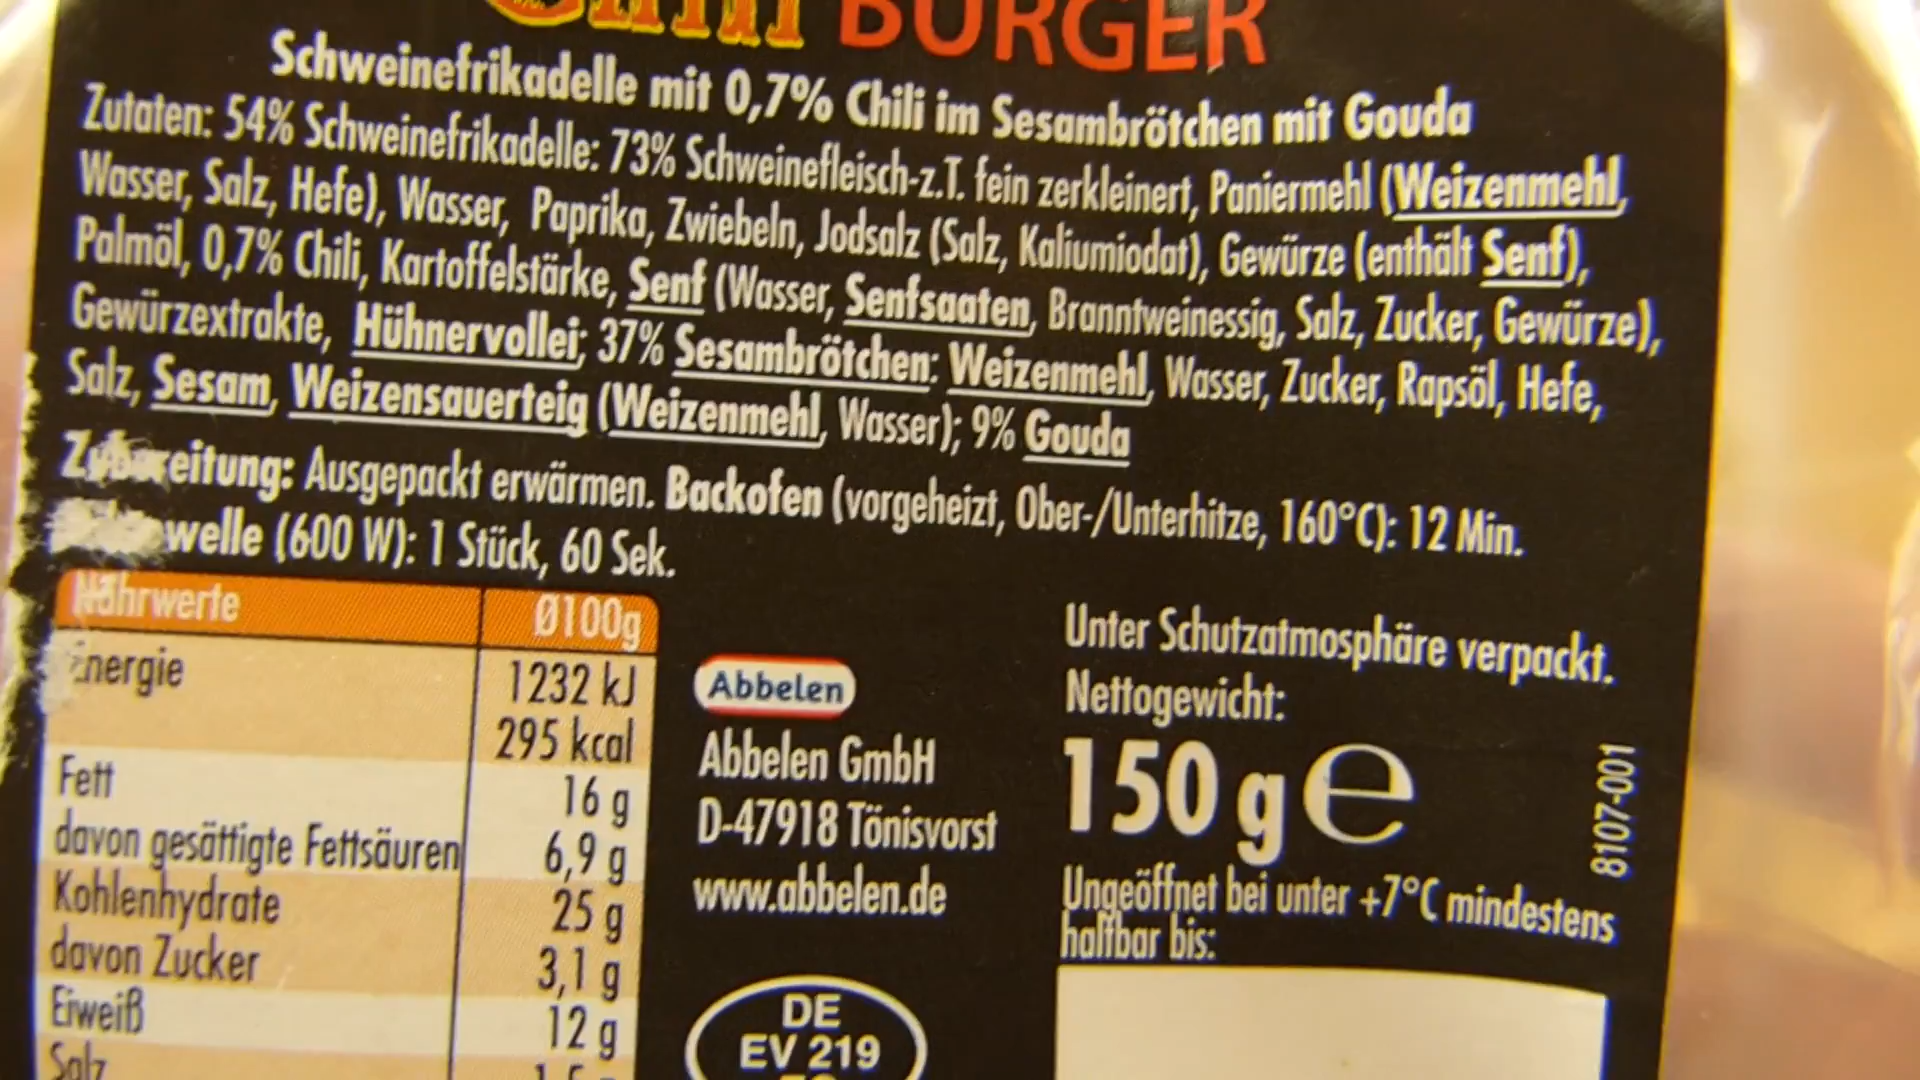 Chili BURGER
Schweinefrikadelle mit 0,7% Chili im Sesambrötchen mit Gouda
Zutaten: 54% Schweinefrikadelle: 73% Schweinefleisch-z.T. fein zerkleinert, Paniermehl (Weizenmehl,
Wasser, Salz, Hefe), Wasser, Paprika, Zwiebeln, Jodsalz (Salz, Kaliumiodat), Gewürze (enthält Senf),
Palmöl, 0,7% Chili, Kartoffelstärke, Senf (Wasser, Senfsaaten, Branntweinessig, Salz, Zucker, Gewürze),
Gewürzextrakte, Hühnervollei; 37% Sesambrötchen: Weizenmehl, Wasser, Zucker, Rapsöl, Hefe,
Salz, Sesam, Weizensauerteig (Weizenmehl, Wasser); 9% Gouda
Zubereitung: Ausgepackt erwärmen. Backofen (vorgeheizt, Ober-/Unterhitze, 160°C): 12 Min.
welle (600 W): 1 Stück, 60 Sek.
Nährwerte Ø100g
Energie 1232 kJ
295 kcal
Fett 16 g
davon gesättigte Fettsäuren 6,9 g
Kohlenhydrate 25 g
davon Zucker 3,1 g
Eiweiß 12 g
Salz
Abbelen
Abbelen GmbH
D-47918 Tönisvorst
www.abbelen.de
DE
EV 219
Unter Schutzatmosphäre verpackt.
Nettogewicht:
150 g e
Ungeöffnet bei unter +7°C mindestens
haltbar bis:
8107-001